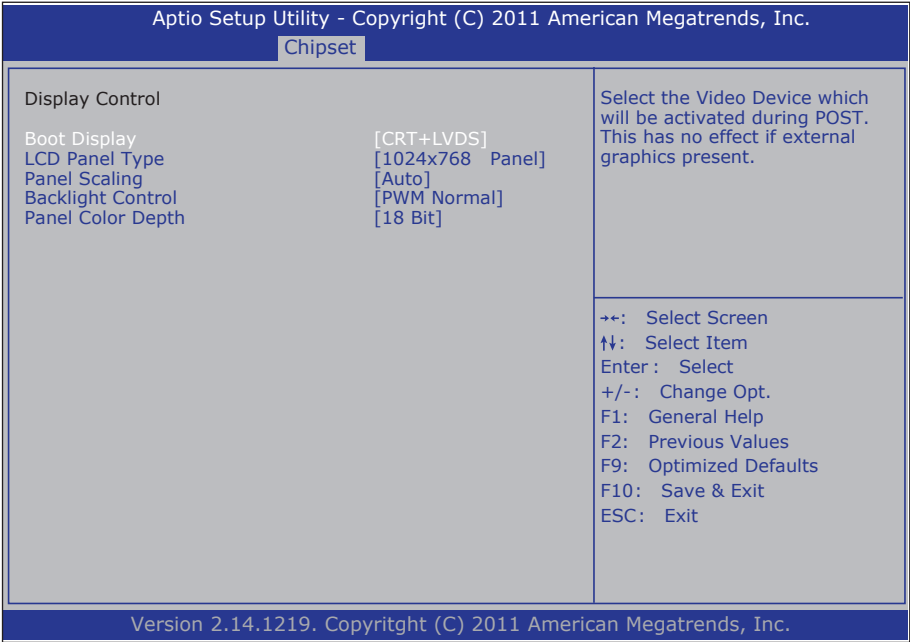 Aptio Setup Utility - Copyright (C) 2011 American Megatrends, Inc.
Chipset
Display Control
Boot Display [CRT+LVDS]
LCD Panel Type [1024x768 Panel]
Panel Scaling [Auto]
Backlight Control [PWM Normal]
Panel Color Depth [18 Bit]
Select the Video Device which
will be activated during POST.
This has no effect if external
graphics present.
→←: Select Screen
↑↓: Select Item
Enter : Select
+/-: Change Opt.
F1: General Help
F2: Previous Values
F9: Optimized Defaults
F10: Save & Exit
ESC: Exit
Version 2.14.1219. Copyritght (C) 2011 American Megatrends, Inc.